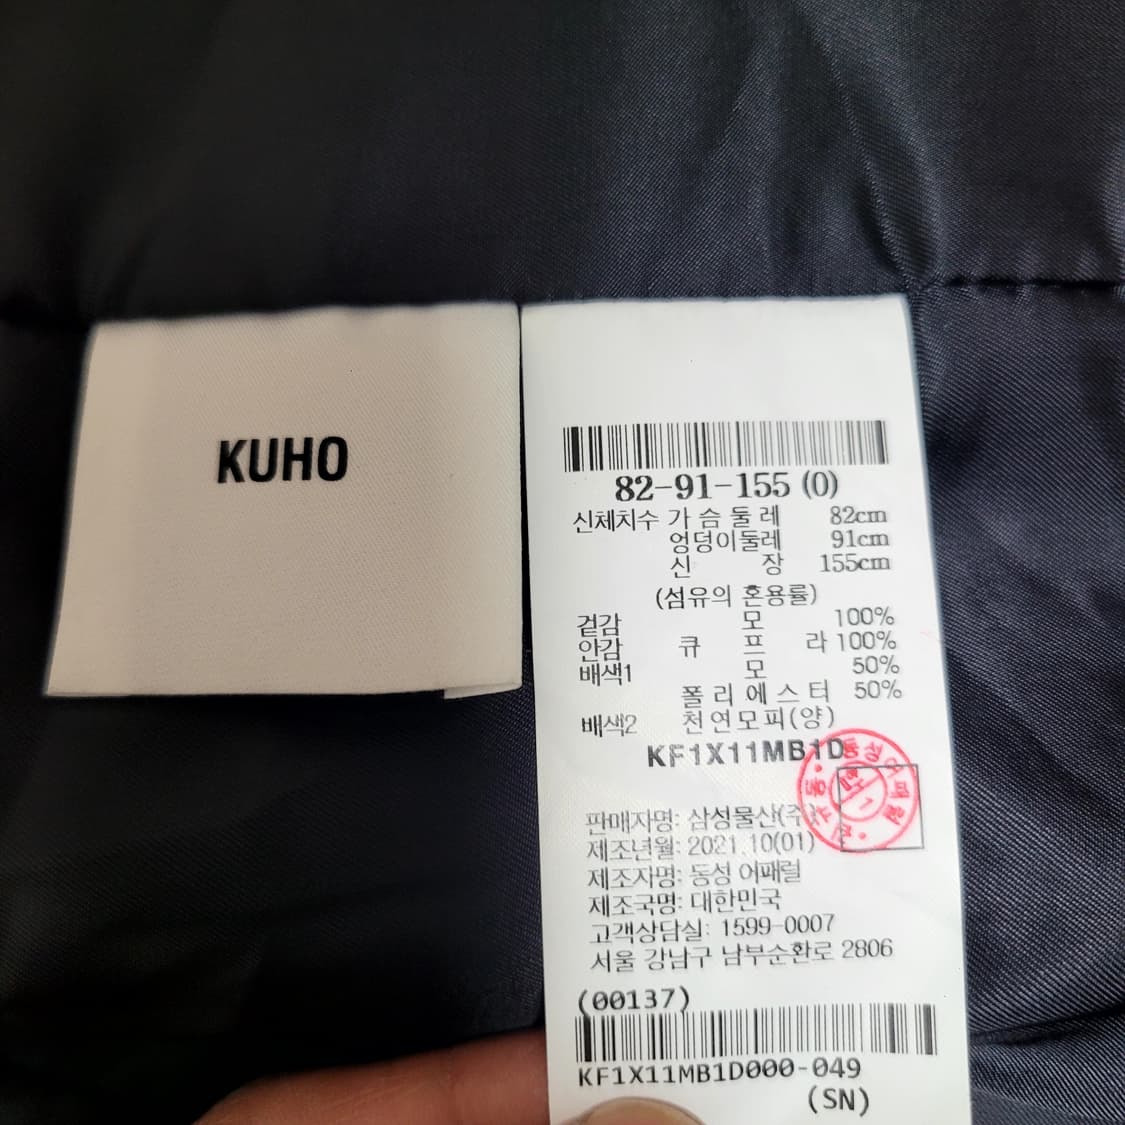 KUHO
82-91-155 (0)
신체치수 가슴둘레 82cm
엉덩이둘레 91cm
신 장 155cm
(섬유의 혼용률)
겉감 모 100%
안감 큐 프 라 100%
배색1 모 50%
폴리에스터 50%
배색2 천연모피(양)
KF1X11MB1D
판매자명: 삼성물산(주)
제조년월: 2021.10(01)
제조자명: 동성 어패럴
제조국명: 대한민국
고객상담실: 1599-0007
서울 강남구 남부순환로 2806
(00137)
KF1X11MB1D000-049
(SN)